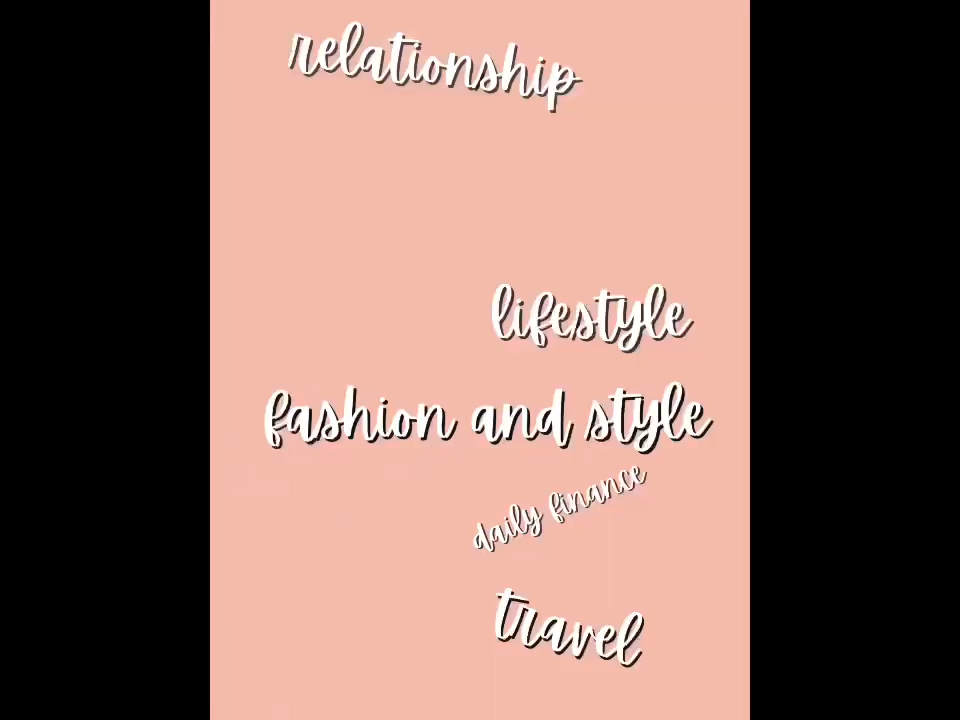 relationship
lifestyle
fashion and style
daily finance
travel